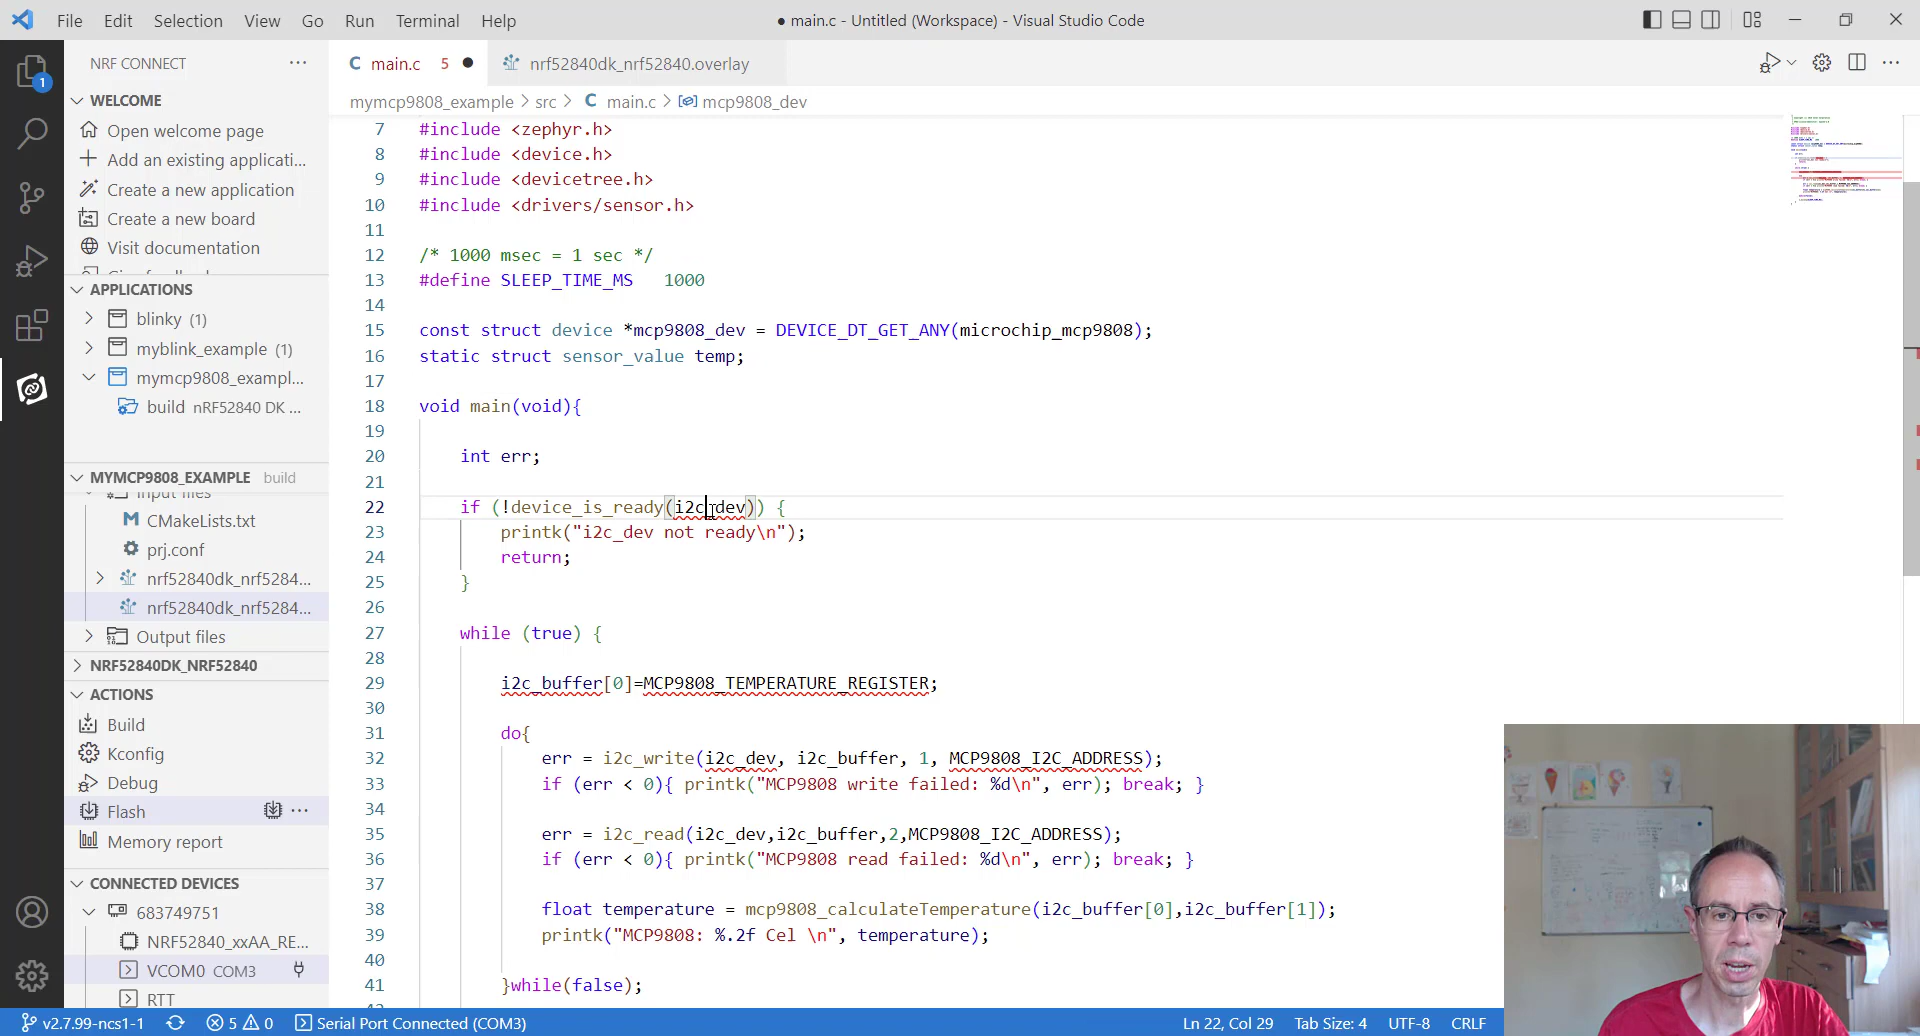 File Edit Selection View Go Run Terminal Help
● main.c - Untitled (Workspace) - Visual Studio Code
1
NRF CONNECT
WELCOME
Open welcome page
Add an existing applicati...
Create a new application
Create a new board
Visit documentation
APPLICATIONS
blinky (1)
myblink_example (1)
mymcp9808_exampl...
build nRF52840 DK ...
MYMCP9808_EXAMPLE build
Input files
CMakeLists.txt
prj.conf
nrf52840dk_nrf5284...
nrf52840dk_nrf5284...
Output files
NRF52840DK_NRF52840
ACTIONS
Build
Kconfig
Debug
Flash
Memory report
CONNECTED DEVICES
683749751
NRF52840_xxAA_RE...
VCOM0 COM3
RTT
C main.c 5 ●
nrf52840dk_nrf52840.overlay
mymcp9808_example > src > C main.c > mcp9808_dev
7 #include <zephyr.h>
8 #include <device.h>
9 #include <devicetree.h>
10 #include <drivers/sensor.h>
11
12 /* 1000 msec = 1 sec */
13 #define SLEEP_TIME_MS   1000
14
15 const struct device *mcp9808_dev = DEVICE_DT_GET_ANY(microchip_mcp9808);
16 static struct sensor_value temp;
17
18 void main(void){
19
20     int err;
21
22     if (!device_is_ready(i2c_dev)) {
23         printk("i2c_dev not ready\n");
24         return;
25     }
26
27     while (true) {
28
29         i2c_buffer[0]=MCP9808_TEMPERATURE_REGISTER;
30
31         do{
32             err = i2c_write(i2c_dev, i2c_buffer, 1, MCP9808_I2C_ADDRESS);
33             if (err < 0){ printk("MCP9808 write failed: %d\n", err); break; }
34
35             err = i2c_read(i2c_dev,i2c_buffer,2,MCP9808_I2C_ADDRESS);
36             if (err < 0){ printk("MCP9808 read failed: %d\n", err); break; }
37
38             float temperature = mcp9808_calculateTemperature(i2c_buffer[0],i2c_buffer[1]);
39             printk("MCP9808: %.2f Cel \n", temperature);
40
41         }while(false);
v2.7.99-ncs1-1 5 0 Serial Port Connected (COM3)
Ln 22, Col 29 Tab Size: 4 UTF-8 CRLF